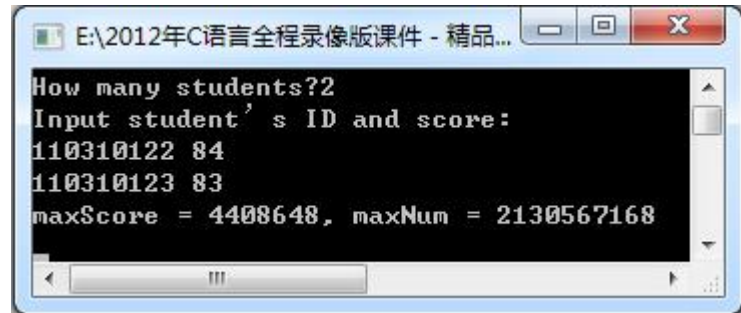 E:\2012年C语言全程录像版课件 - 精品...
How many students?2
Input student's ID and score:
110310122 84
110310123 83
maxScore = 4408648, maxNum = 2130567168